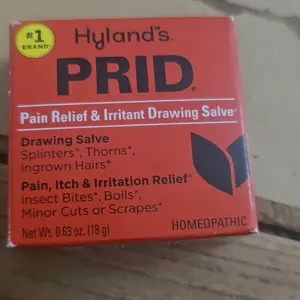 #1
BRAND*
Hyland's.
PRID®
Pain Relief & Irritant Drawing Salve*
Drawing Salve
Splinters*, Thorns*,
Ingrown Hairs*
Pain, Itch & Irritation Relief*
Insect Bites*, Boils*,
Minor Cuts or Scrapes*
HOMEOPATHIC
Net Wt. 0.63 oz. (18 g)